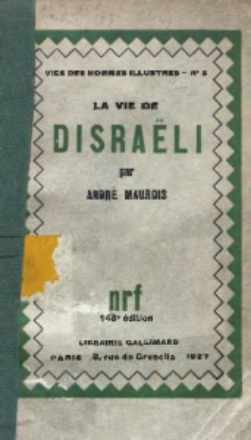 VIES DES HOMMES ILLUSTRES – N° 8
LA VIE DE
DISRAËLI
par
ANDRÉ MAUROIS
nrf
148e édition
LIBRAIRIE GALLIMARD
PARIS 3, rue de Grenelle 1927